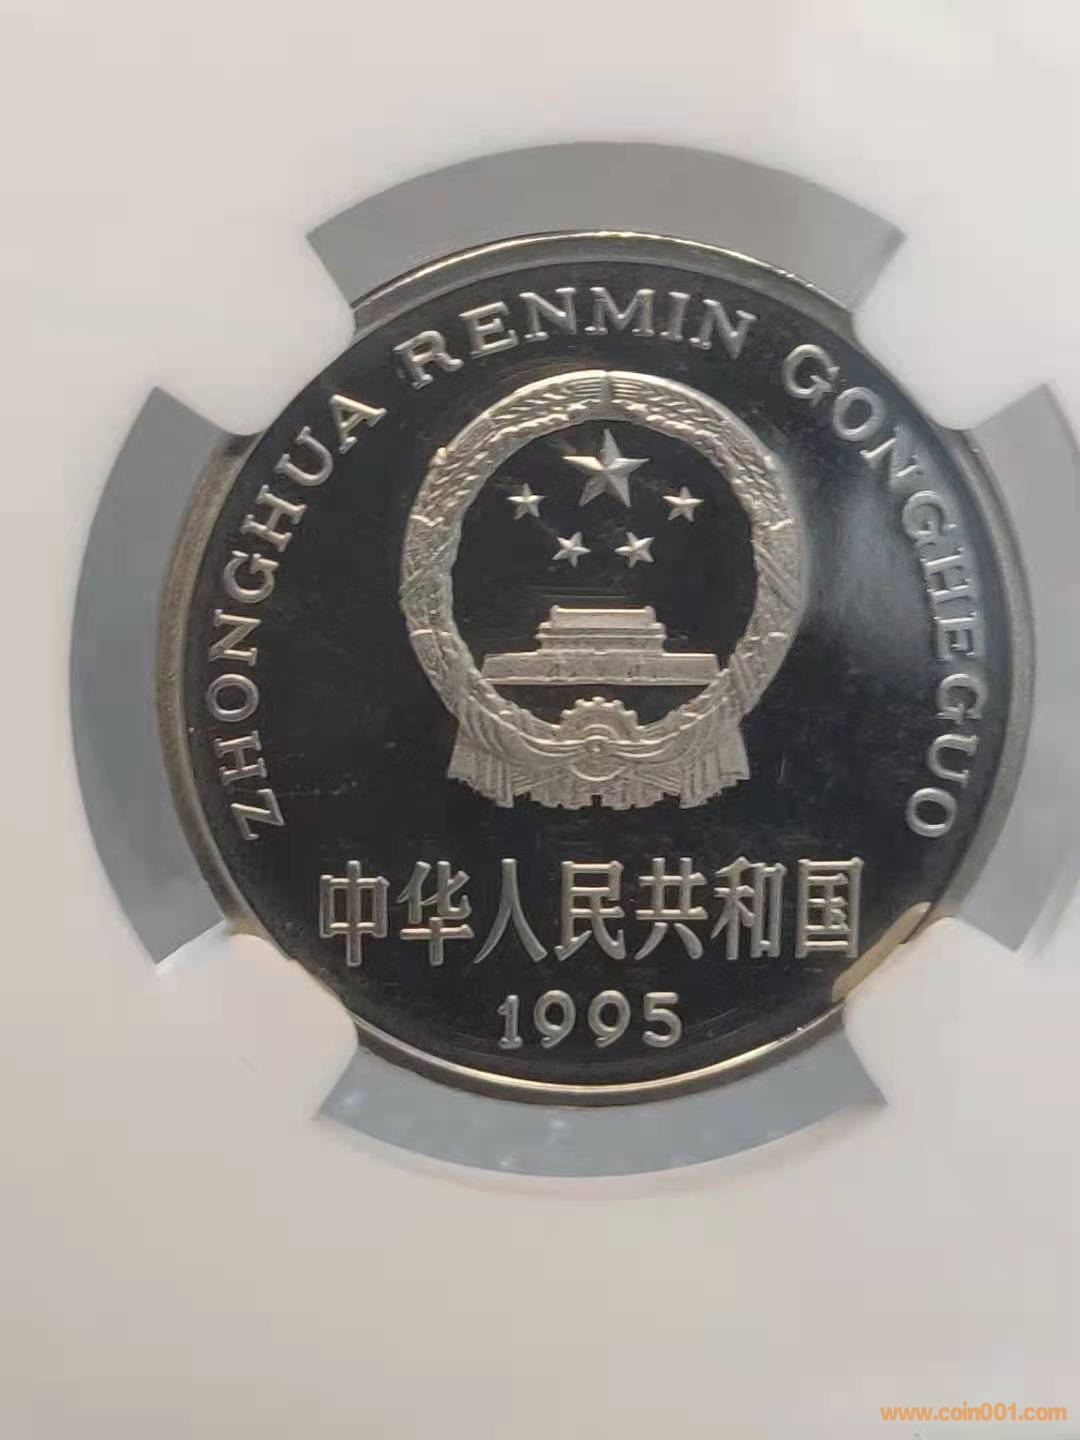 ZHONGHUA RENMIN GONGHEGUO
中华人民共和国
1995
www.coin001.com